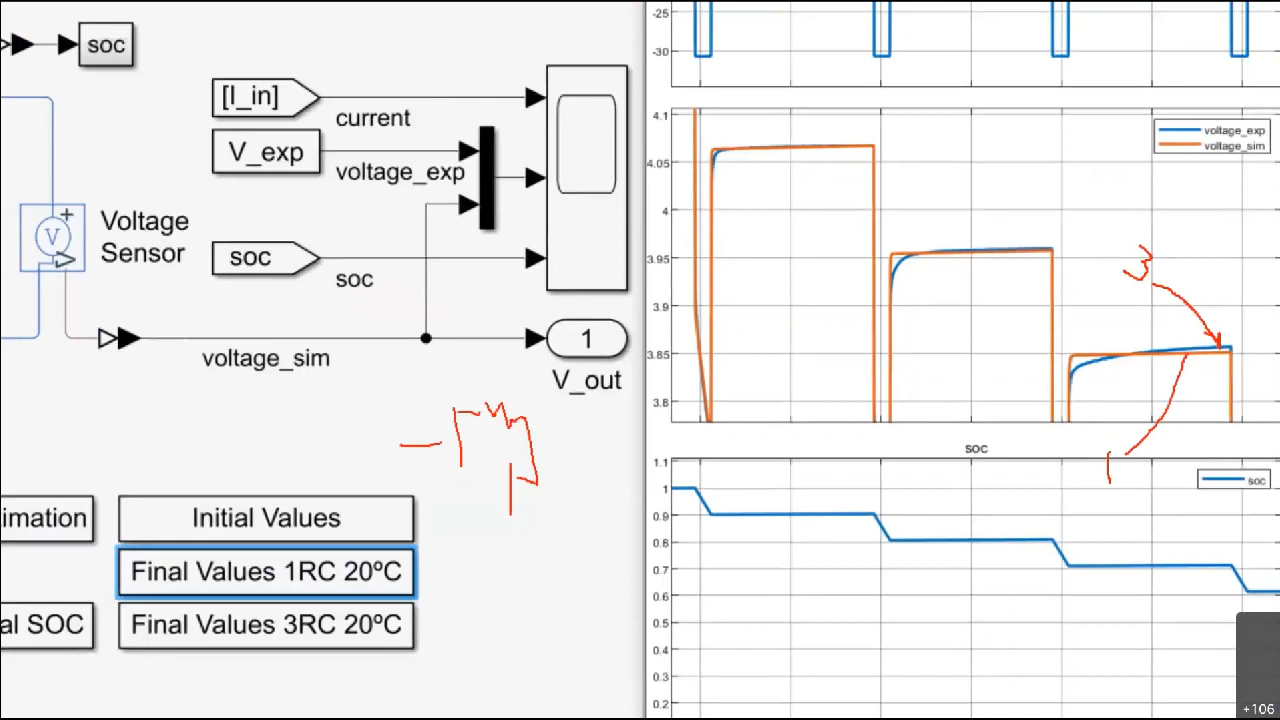 soc
[I_in]
current
V_exp
voltage_exp
soc
soc
V
+
Voltage
Sensor
voltage_sim
1
V_out
imation
Initial Values
Final Values 1RC 20ºC
al SOC
Final Values 3RC 20ºC
-25
-30
voltage_exp
voltage_sim
4.1
4.05
4
3.95
3.9
3.85
3.8
3
1
soc
soc
1.1
1
0.9
0.8
0.7
0.6
0.5
0.4
0.3
0.2
+106